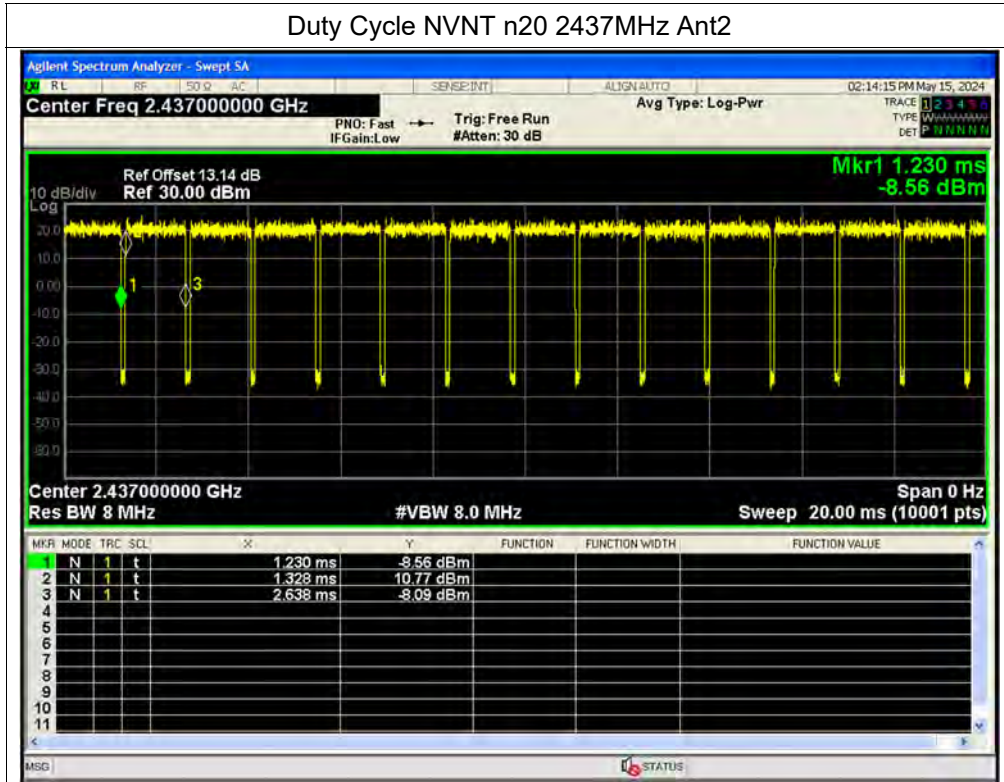 Duty Cycle NVNT n20 2437MHz Ant2
Agilent Spectrum Analyzer - Swept SA
RL RF 50 Ω AC SENSE:INT ALIGN AUTO 02:14:15 PM May 15, 2024
Center Freq 2.437000000 GHz Avg Type: Log-Pwr TRACE 1 2 3 4 5 6
PNO: Fast Trig: Free Run TYPE W
IFGain:Low #Atten: 30 dB DET P N N N N N
Mkr1 1.230 ms
-8.56 dBm
Ref Offset 13.14 dB
10 dB/div Ref 30.00 dBm
Log
20.0
10.0
0.00
-10.0
-20.0
-30.0
-40.0
-50.0
-60.0
1
3
Center 2.437000000 GHz Span 0 Hz
Res BW 8 MHz #VBW 8.0 MHz Sweep 20.00 ms (10001 pts)
MKR MODE TRC SCL X Y FUNCTION FUNCTION WIDTH FUNCTION VALUE
1 N 1 t 1.230 ms -8.56 dBm
2 N 1 t 1.328 ms 10.77 dBm
3 N 1 t 2.638 ms -8.09 dBm
4
5
6
7
8
9
10
11
MSG STATUS